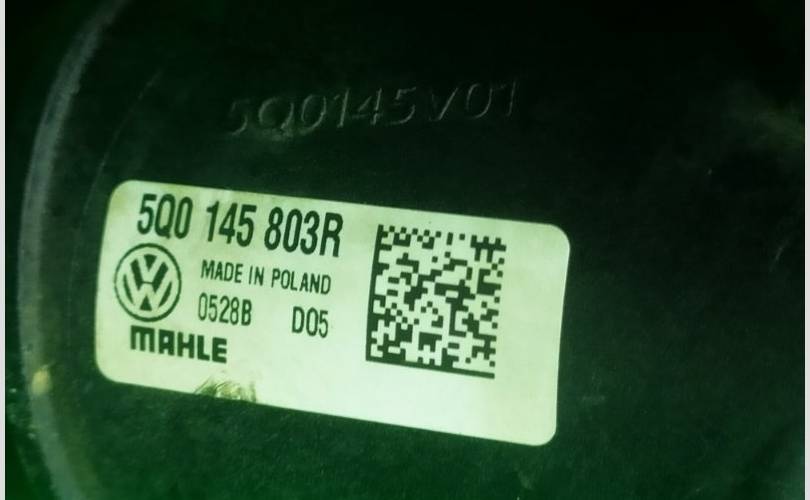 5Q0145V01
5Q0 145 803R
MADE IN POLAND
0528B D05
MAHLE